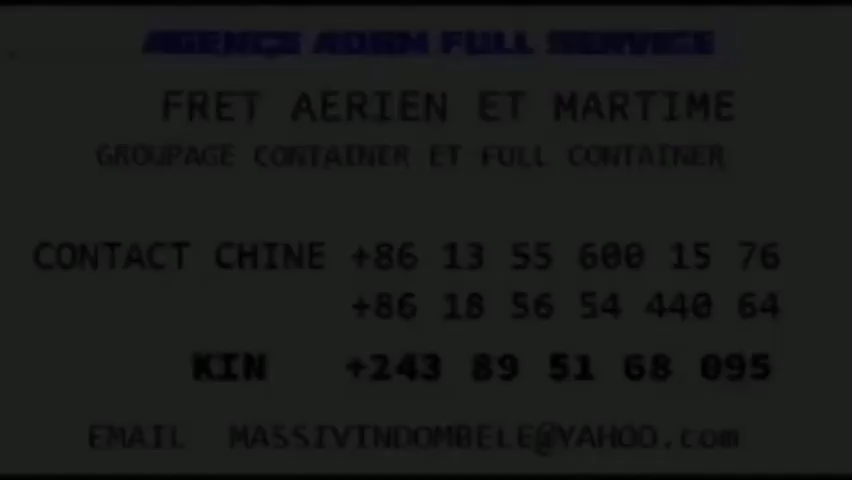 AGENCE ADEM FULL SERVICE
FRET AERIEN ET MARTIME
GROUPAGE CONTAINER ET FULL CONTAINER
CONTACT CHINE +86 13 55 600 15 76
+86 18 56 54 440 64
KIN +243 89 51 68 095
EMAIL MASSIVINDOMBELE@YAHOO.com